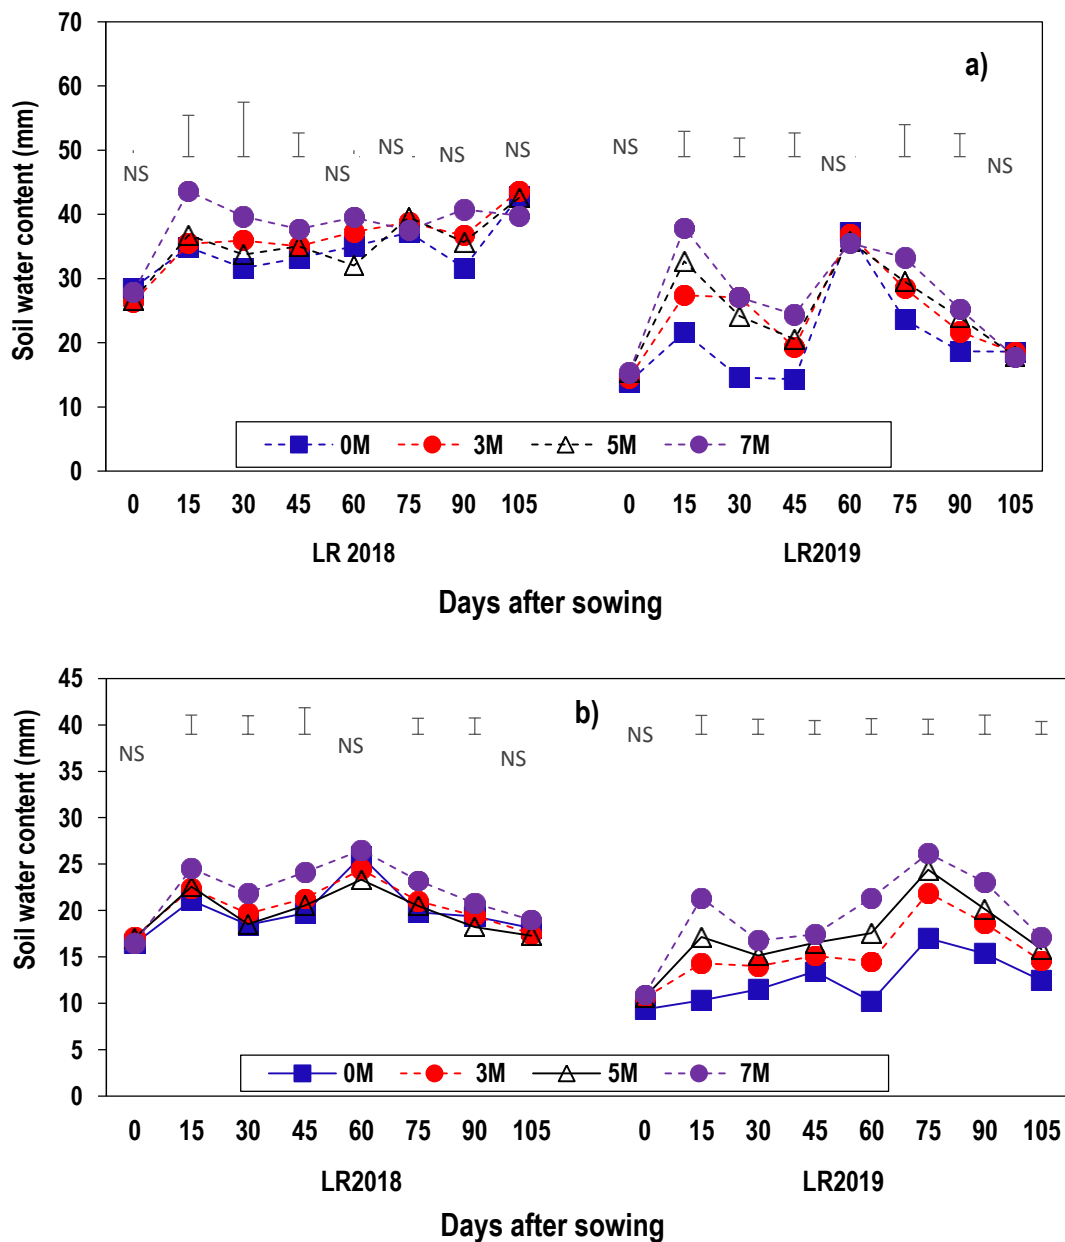 70
a)
60
50
NS NS NS NS NS NS NS NS
40
30
20
10
0
Soil water content (mm)
0M 3M 5M 7M
0 15 30 45 60 75 90 105 0 15 30 45 60 75 90 105
LR 2018 LR2019
Days after sowing
45
b)
40
NS NS NS NS
35
30
25
20
15
10
5
0
Soil water content (mm)
0M 3M 5M 7M
0 15 30 45 60 75 90 105 0 15 30 45 60 75 90 105
LR2018 LR2019
Days after sowing